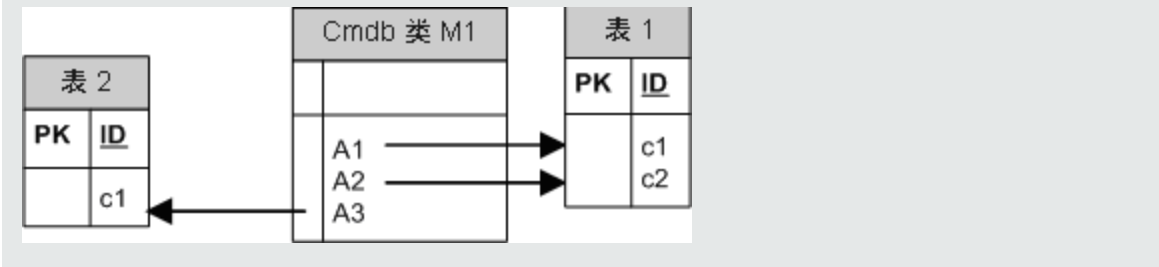 Cmdb 类 M1
表 1
表 2
PK ID
PK ID
A1
A2
A3
c1
c2
c1